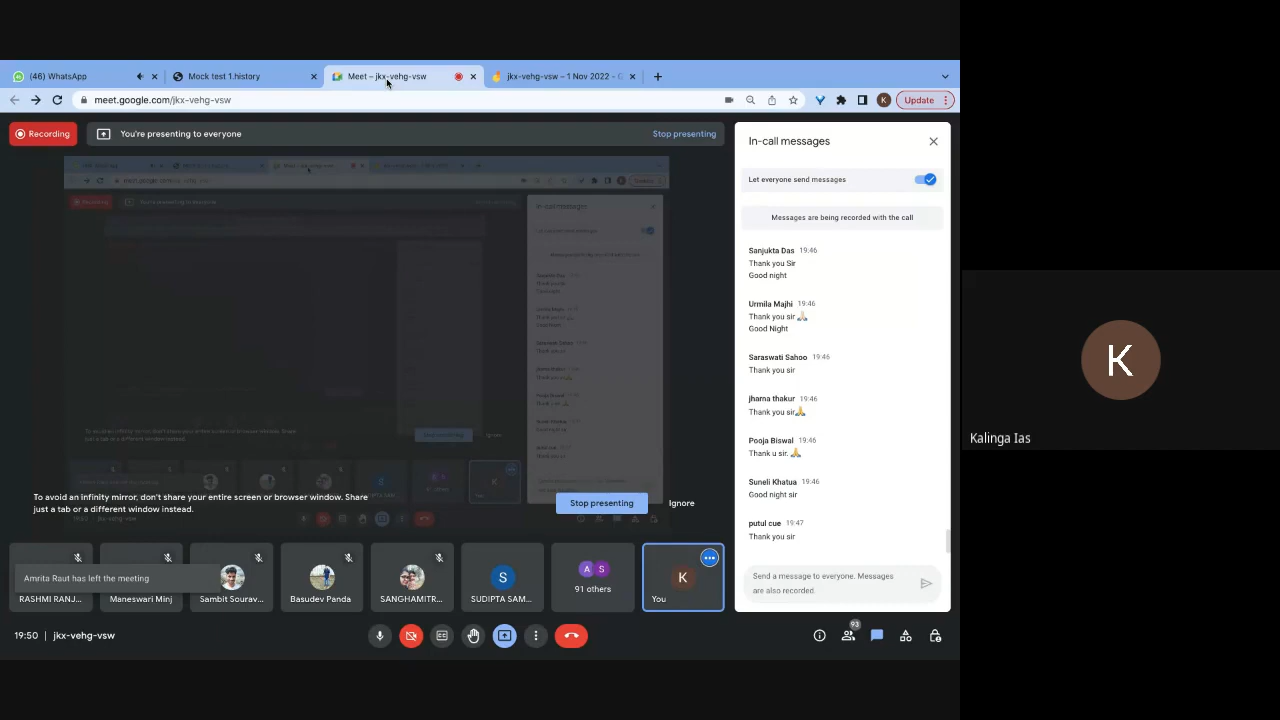 (46) WhatsApp
Mock test 1.history
Meet – jkx-vehg-vsw
jkx-vehg-vsw – 1 Nov 2022 -
meet.google.com/jkx-vehg-vsw
K
Update
Recording
You're presenting to everyone
Stop presenting
In-call messages
Let everyone send messages
Messages are being recorded with the call
Sanjukta Das 19:46
Thank you Sir
Good night
Urmila Majhi 19:46
Thank you sir 🙏🏻
Good Night
Saraswati Sahoo 19:46
Thank you sir
jharna thakur 19:46
Thank you sir🙏
Pooja Biswal 19:46
Thank u sir. 🙏
Suneli Khatua 19:46
Good night sir
putul cue 19:47
Thank you sir
Send a message to everyone. Messages
are also recorded.
To avoid an infinity mirror, don't share your entire screen or browser window. Share
just a tab or a different window instead.
Stop presenting
Ignore
Amrita Raut has left the meeting
RASHMI RANJ...
Maneswari Minj
Sambit Sourav...
Basudev Panda
SANGHAMITR...
S
SUDIPTA SAM...
A S
91 others
K
You
19:50 | jkx-vehg-vsw
93
K
Kalinga Ias